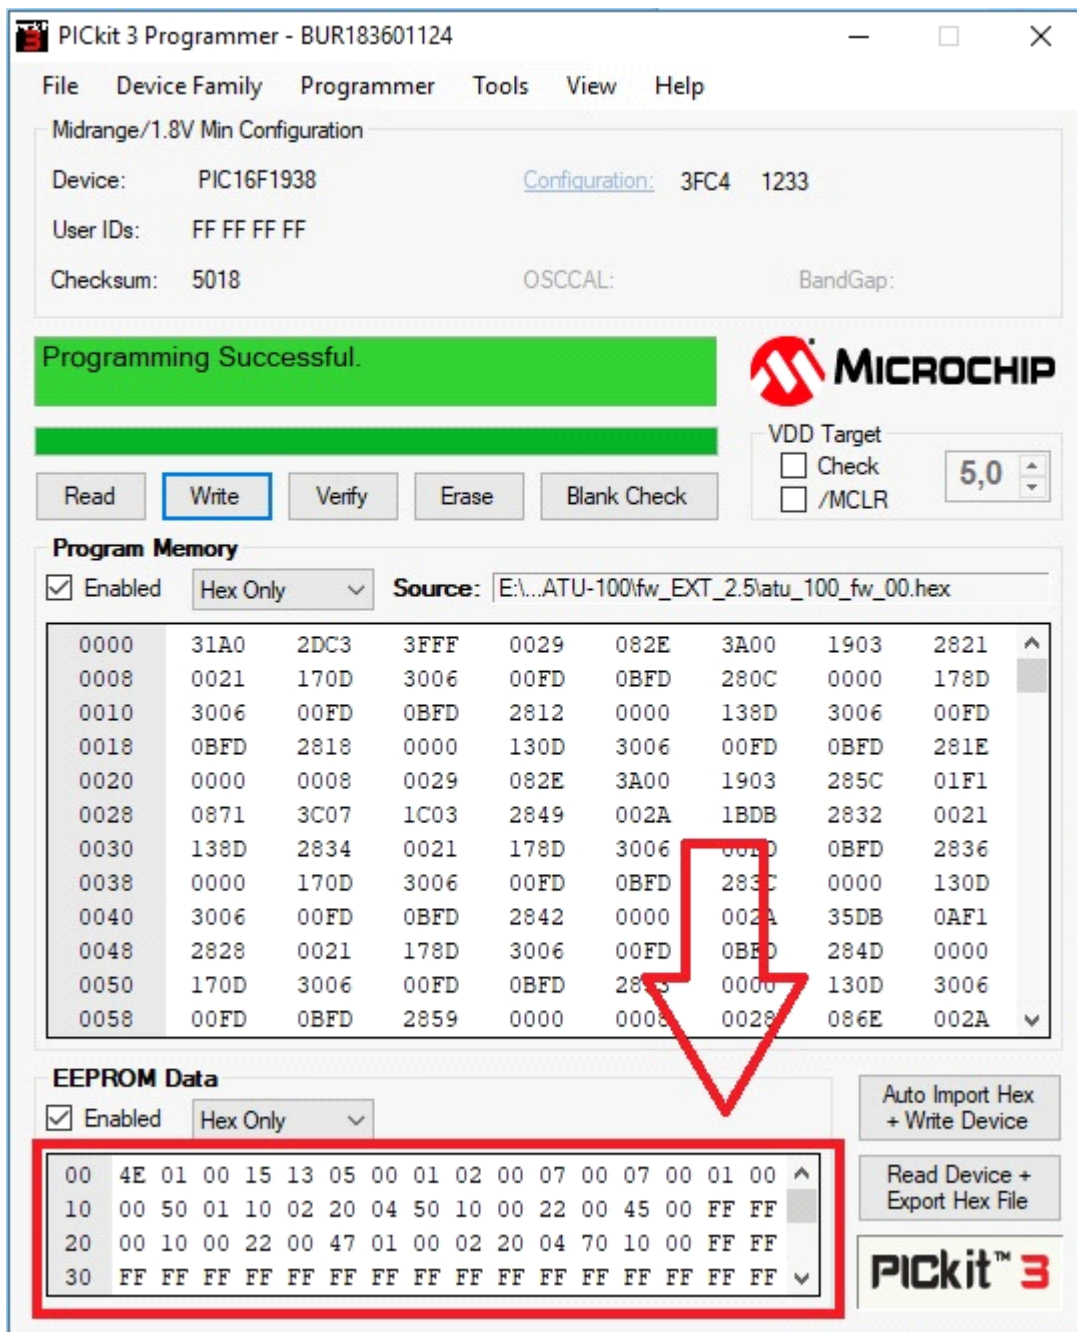 PICkit 3 Programmer - BUR183601124
File Device Family Programmer Tools View Help
Midrange/1.8V Min Configuration
Device: PIC16F1938 Configuration: 3FC4 1233
User IDs: FF FF FF FF
Checksum: 5018 OSCCAL: BandGap:
Programming Successful.
MICROCHIP
VDD Target
Check
5,0
/MCLR
Read Write Verify Erase Blank Check
Program Memory
Enabled Hex Only Source: E:\...ATU-100\fw_EXT_2.5\atu_100_fw_00.hex
0000 31A0 2DC3 3FFF 0029 082E 3A00 1903 2821
0008 0021 170D 3006 00FD 0BFD 280C 0000 178D
0010 3006 00FD 0BFD 2812 0000 138D 3006 00FD
0018 0BFD 2818 0000 130D 3006 00FD 0BFD 281E
0020 0000 0008 0029 082E 3A00 1903 285C 01F1
0028 0871 3C07 1C03 2849 002A 1BDB 2832 0021
0030 138D 2834 0021 178D 3006 00FD 0BFD 2836
0038 0000 170D 3006 00FD 0BFD 283C 0000 130D
0040 3006 00FD 0BFD 2842 0000 002A 35DB 0AF1
0048 2828 0021 178D 3006 00FD 0BFD 284D 0000
0050 170D 3006 00FD 0BFD 2853 0000 130D 3006
0058 00FD 0BFD 2859 0000 0008 0028 086E 002A
EEPROM Data
Enabled Hex Only
Auto Import Hex
+ Write Device
00 4E 01 00 15 13 05 00 01 02 00 07 00 07 00 01 00
10 00 50 01 10 02 20 04 50 10 00 22 00 45 00 FF FF
20 00 10 00 22 00 47 01 00 02 20 04 70 10 00 FF FF
30 FF FF FF FF FF FF FF FF FF FF FF FF FF FF FF FF
Read Device +
Export Hex File
PICkit™ 3